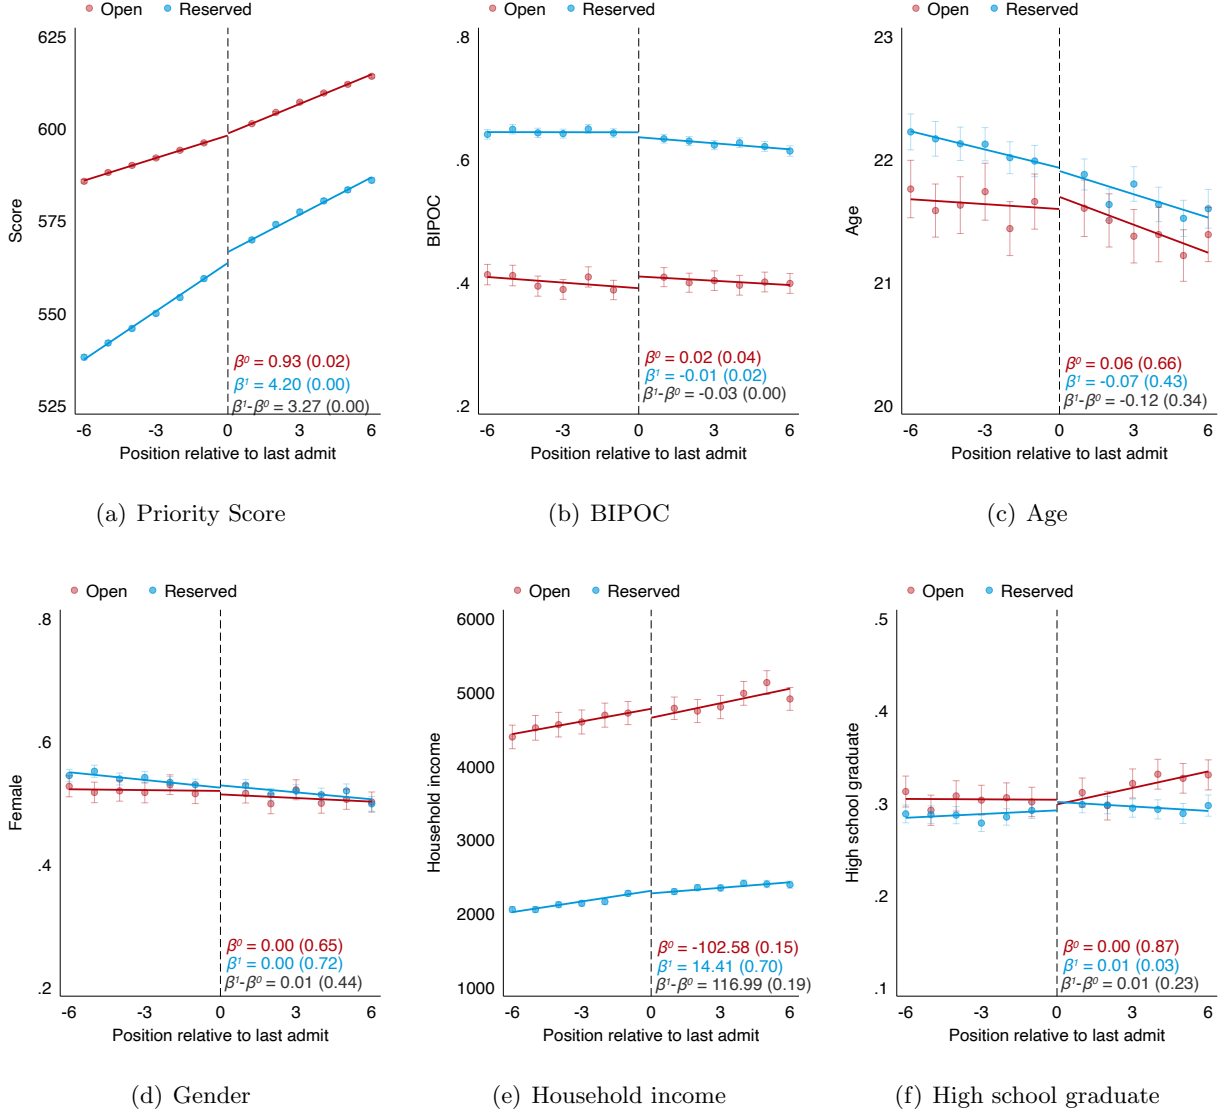 Open Reserved
625
600
575
550
525
Score
β⁰ = 0.93 (0.02)
β¹ = 4.20 (0.00)
β¹-β⁰ = 3.27 (0.00)
-6 -3 0 3 6
Position relative to last admit
(a) Priority Score
Open Reserved
.8
.6
.4
.2
BIPOC
β⁰ = 0.02 (0.04)
β¹ = -0.01 (0.02)
β¹-β⁰ = -0.03 (0.00)
-6 -3 0 3 6
Position relative to last admit
(b) BIPOC
Open Reserved
23
22
21
20
Age
β⁰ = 0.06 (0.66)
β¹ = -0.07 (0.43)
β¹-β⁰ = -0.12 (0.34)
-6 -3 0 3 6
Position relative to last admit
(c) Age
Open Reserved
.8
.6
.4
.2
Female
β⁰ = 0.00 (0.65)
β¹ = 0.00 (0.72)
β¹-β⁰ = 0.01 (0.44)
-6 -3 0 3 6
Position relative to last admit
(d) Gender
Open Reserved
6000
5000
4000
3000
2000
1000
Household income
β⁰ = -102.58 (0.15)
β¹ = 14.41 (0.70)
β¹-β⁰ = 116.99 (0.19)
-6 -3 0 3 6
Position relative to last admit
(e) Household income
Open Reserved
.5
.4
.3
.2
.1
High school graduate
β⁰ = 0.00 (0.87)
β¹ = 0.01 (0.03)
β¹-β⁰ = 0.01 (0.23)
-6 -3 0 3 6
Position relative to last admit
(f) High school graduate